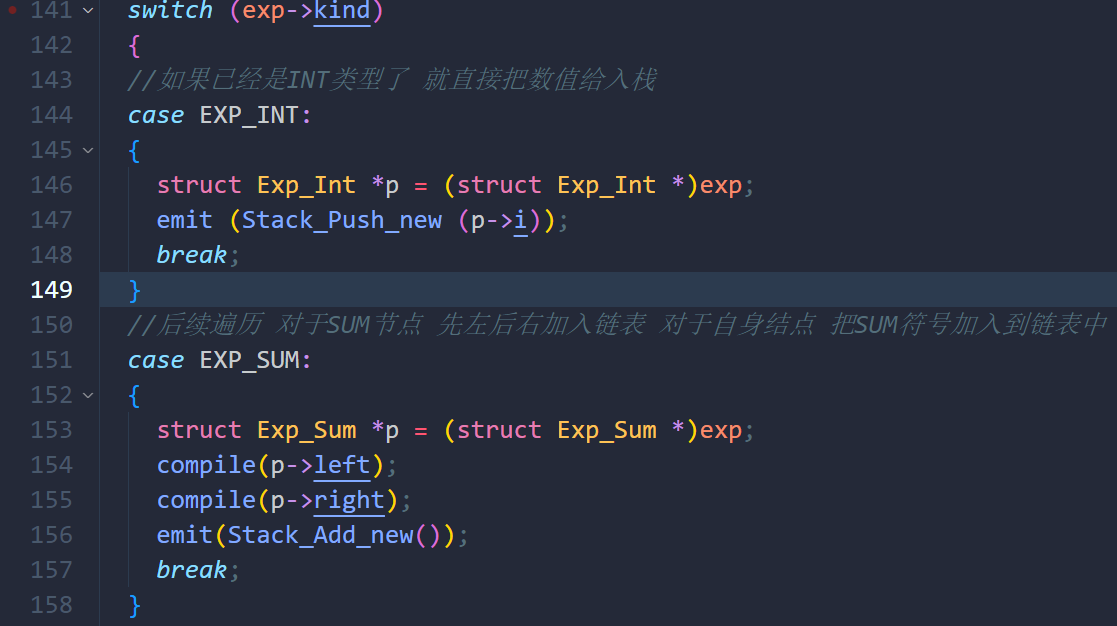 141 switch (exp->kind)
142 {
143 //如果已经是INT类型了 就直接把数值给入栈
144 case EXP_INT:
145 {
146 struct Exp_Int *p = (struct Exp_Int *)exp;
147 emit (Stack_Push_new (p->i));
148 break;
149 }
150 //后续遍历 对于SUM节点 先左后右加入链表 对于自身结点 把SUM符号加入到链表中
151 case EXP_SUM:
152 {
153 struct Exp_Sum *p = (struct Exp_Sum *)exp;
154 compile(p->left);
155 compile(p->right);
156 emit(Stack_Add_new());
157 break;
158 }